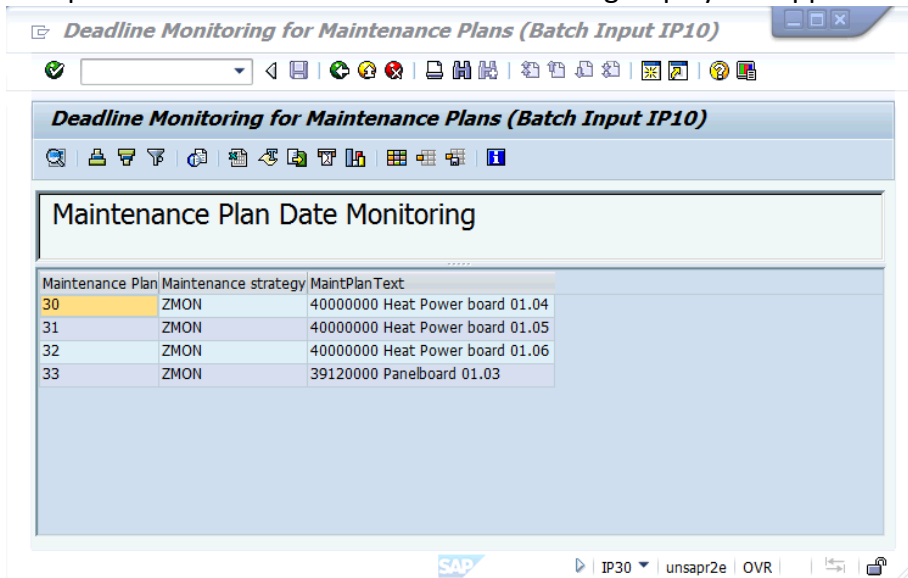 Deadline Monitoring for Maintenance Plans (Batch Input IP10)
Deadline Monitoring for Maintenance Plans (Batch Input IP10)
Maintenance Plan Date Monitoring
Maintenance Plan Maintenance strategy MaintPlanText
30 ZMON 40000000 Heat Power board 01.04
31 ZMON 40000000 Heat Power board 01.05
32 ZMON 40000000 Heat Power board 01.06
33 ZMON 39120000 Panelboard 01.03
SAP IP30 unsapr2e OVR